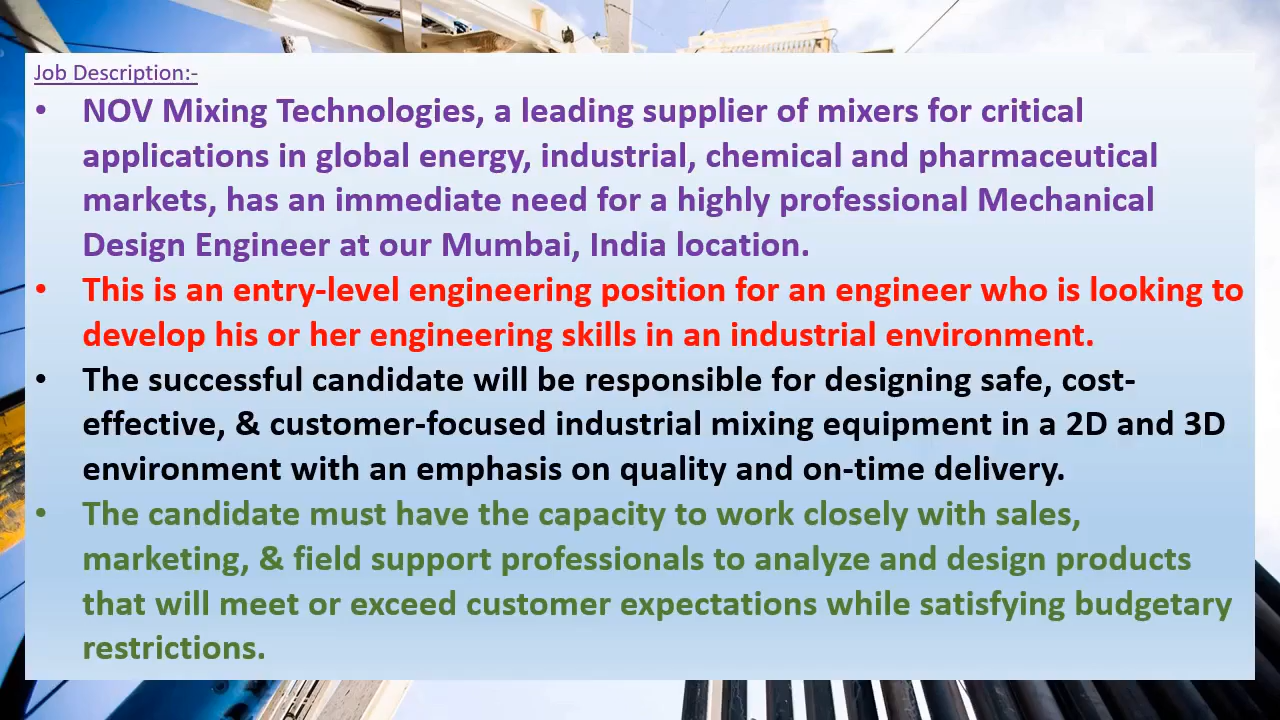 Job Description:-
• NOV Mixing Technologies, a leading supplier of mixers for critical
applications in global energy, industrial, chemical and pharmaceutical
markets, has an immediate need for a highly professional Mechanical
Design Engineer at our Mumbai, India location.
• This is an entry-level engineering position for an engineer who is looking to
develop his or her engineering skills in an industrial environment.
• The successful candidate will be responsible for designing safe, cost-
effective, & customer-focused industrial mixing equipment in a 2D and 3D
environment with an emphasis on quality and on-time delivery.
• The candidate must have the capacity to work closely with sales,
marketing, & field support professionals to analyze and design products
that will meet or exceed customer expectations while satisfying budgetary
restrictions.